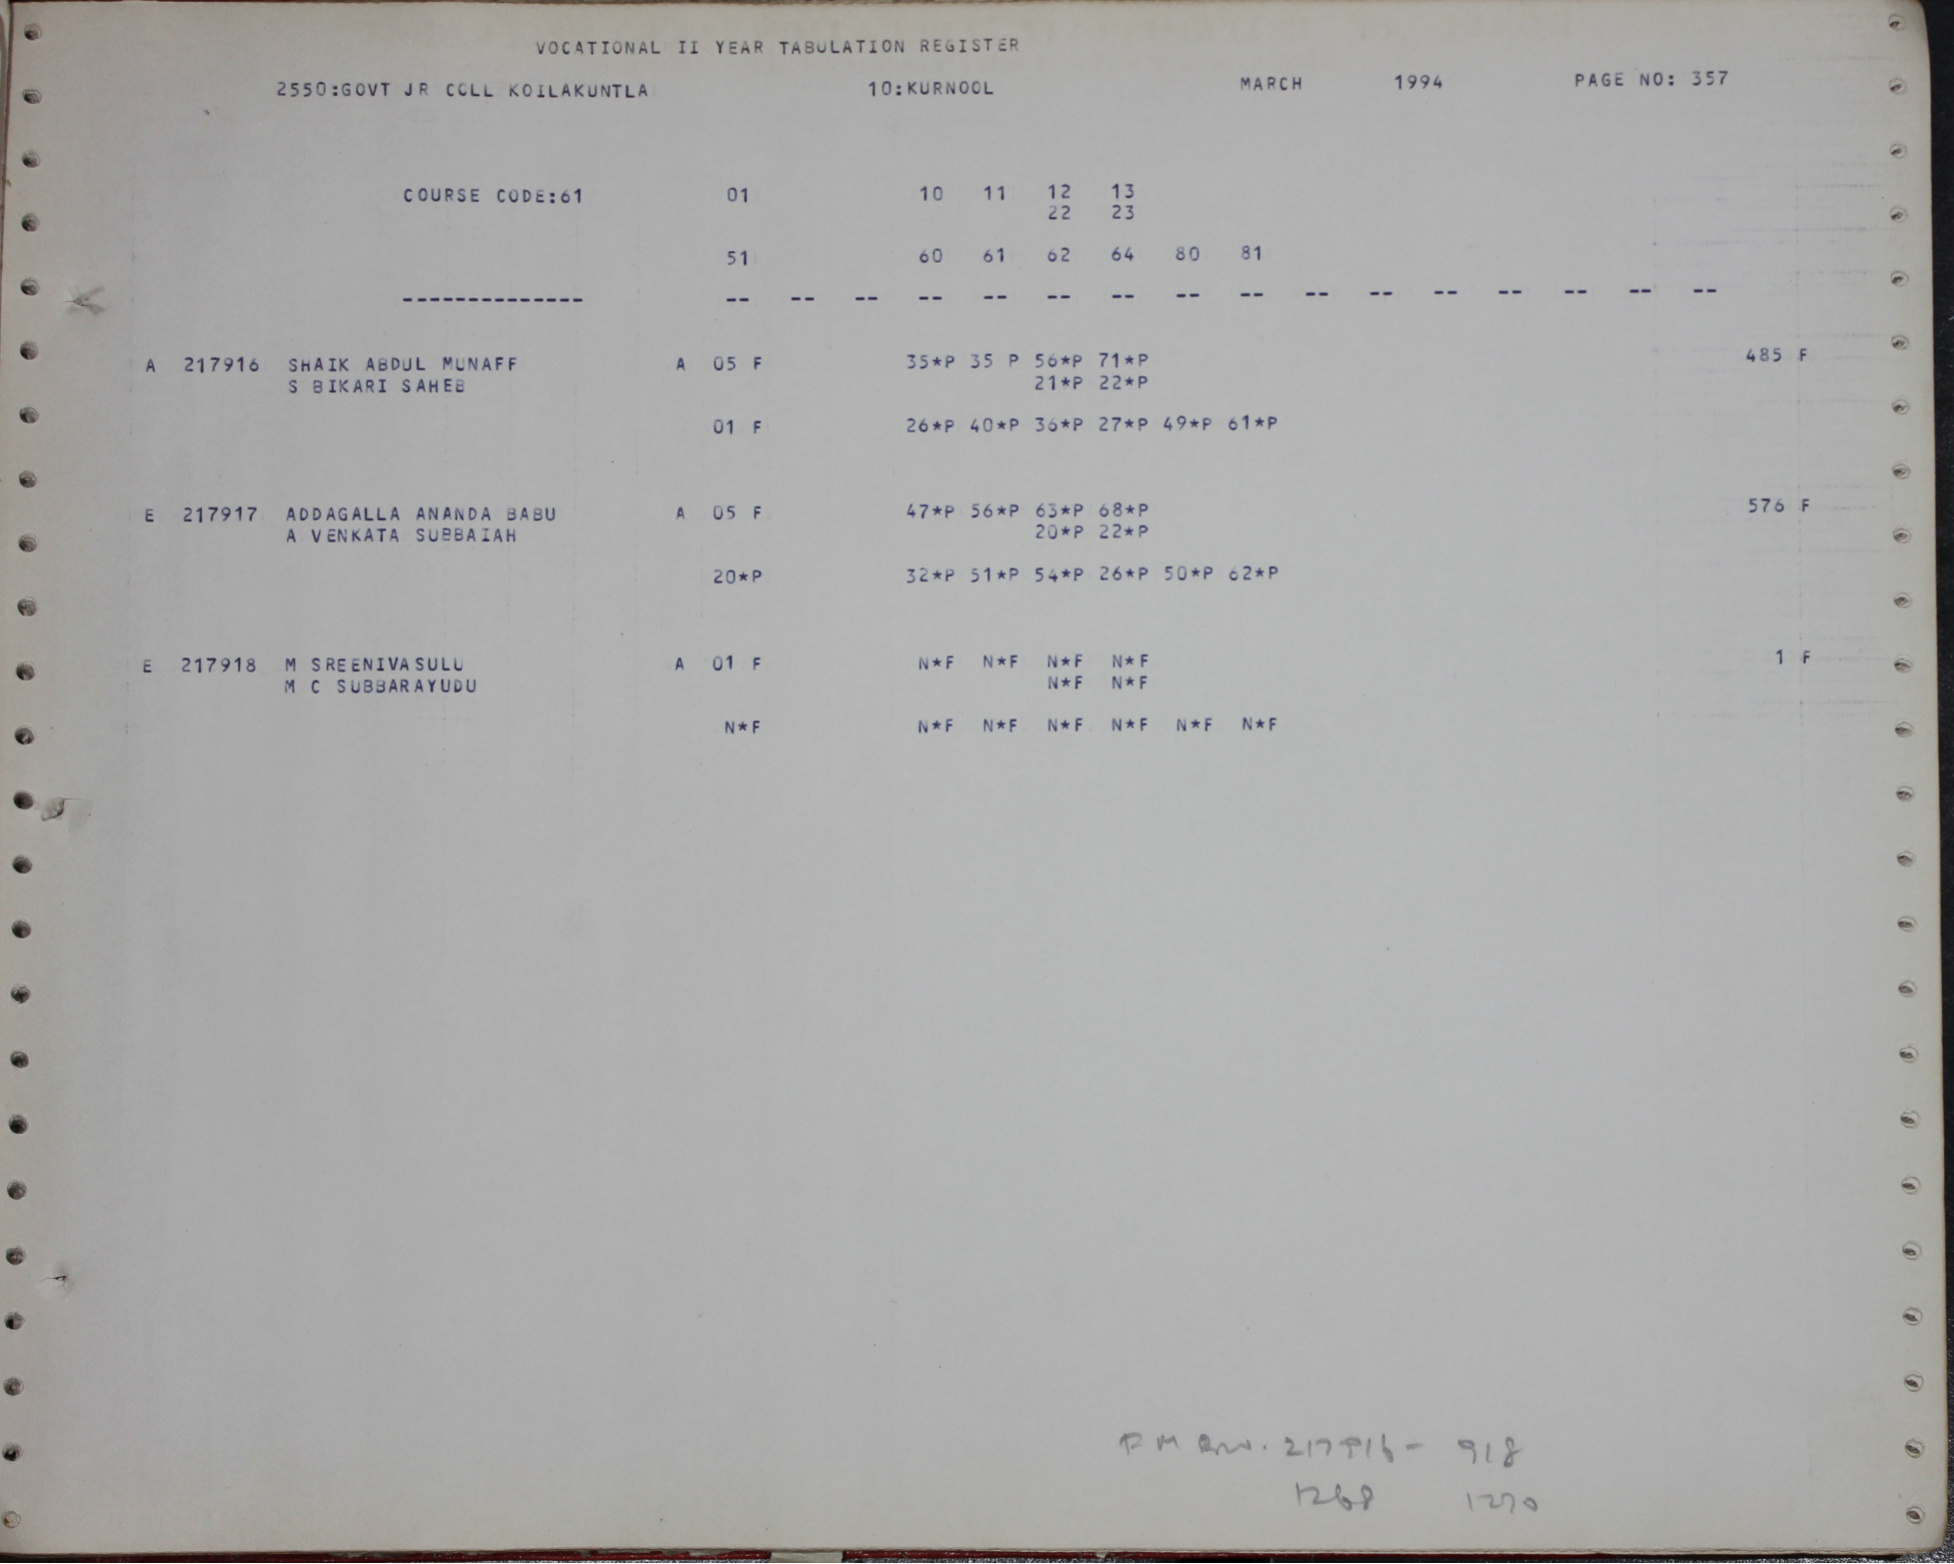 VOCATIONAL II YEAR TABULATION REGISTER
2550:GOVT JR COLL KOILAKUNTLA 10:KURNOOL MARCH 1994 PAGE NO: 357
COURSE CODE:61 01 10 11 12 13
22 23
51 60 61 62 64 80 81
-------------- -- -- -- -- -- -- -- -- -- -- -- -- -- -- -- --
A 217916 SHAIK ABDUL MUNAFF A 05 F 35*P 35 P 56*P 71*P 485 F
S BIKARI SAHEB 21*P 22*P
01 F 26*P 40*P 36*P 27*P 49*P 61*P
E 217917 ADDAGALLA ANANDA BABU A 05 F 47*P 56*P 63*P 68*P 576 F
A VENKATA SUBBAIAH 20*P 22*P
20*P 32*P 51*P 54*P 26*P 50*P 62*P
E 217918 M SREENIVASULU A 01 F N*F N*F N*F N*F 1 F
M C SUBBARAYUDU N*F N*F
N*F N*F N*F N*F N*F N*F N*F
217916- 918
1268 1270